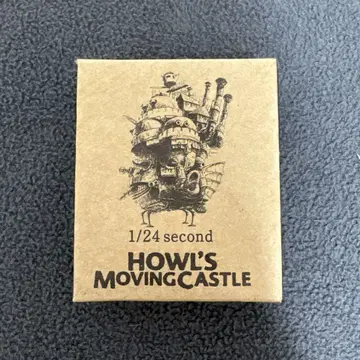 1/24 second
HOWL'S
MOVING CASTLE